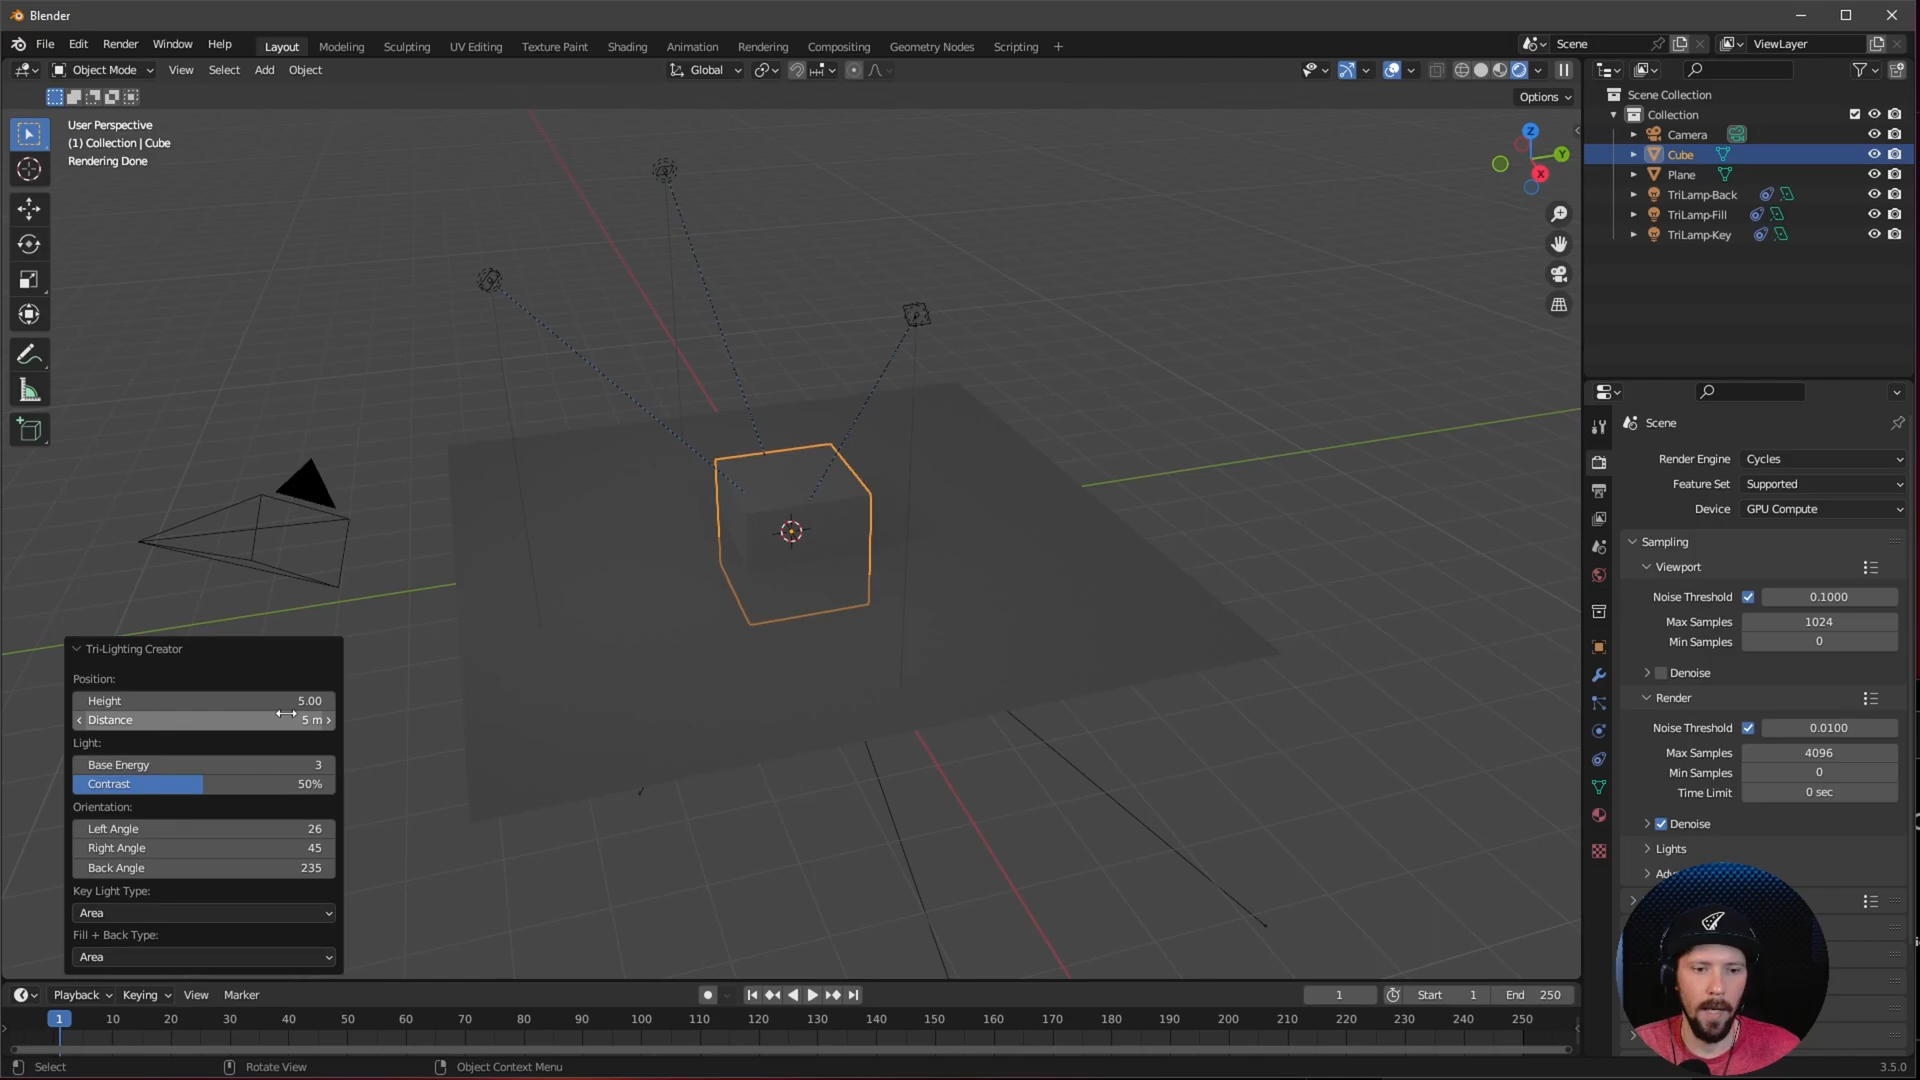 Blender
File Edit Render Window Help Layout Modeling Sculpting UV Editing Texture Paint Shading Animation Rendering Compositing Geometry Nodes Scripting + Scene ViewLayer
Object Mode View Select Add Object Global
Options
User Perspective
(1) Collection | Cube
Rendering Done
Z
Y
X
Scene Collection
Collection
Camera
Cube
Plane
TriLamp-Back
TriLamp-Fill
TriLamp-Key
Scene
Render Engine Cycles
Feature Set Supported
Device GPU Compute
Sampling
Viewport
Noise Threshold 0.1000
Max Samples 1024
Min Samples 0
Denoise
Render
Noise Threshold 0.0100
Max Samples 4096
Min Samples 0
Time Limit 0 sec
Denoise
Lights
Tri-Lighting Creator
Position:
Height 5.00
Distance 5 m
Light:
Base Energy 3
Contrast 50%
Orientation:
Left Angle 26
Right Angle 45
Back Angle 235
Key Light Type:
Area
Fill + Back Type:
Area
Playback Keying View Marker 1 Start 1 End 250
1 10 20 30 40 50 60 70 80 90 100 110 120 130 140 150 160 170 180 190 200 210 220 230 240 250
Select Rotate View Object Context Menu 3.5.0